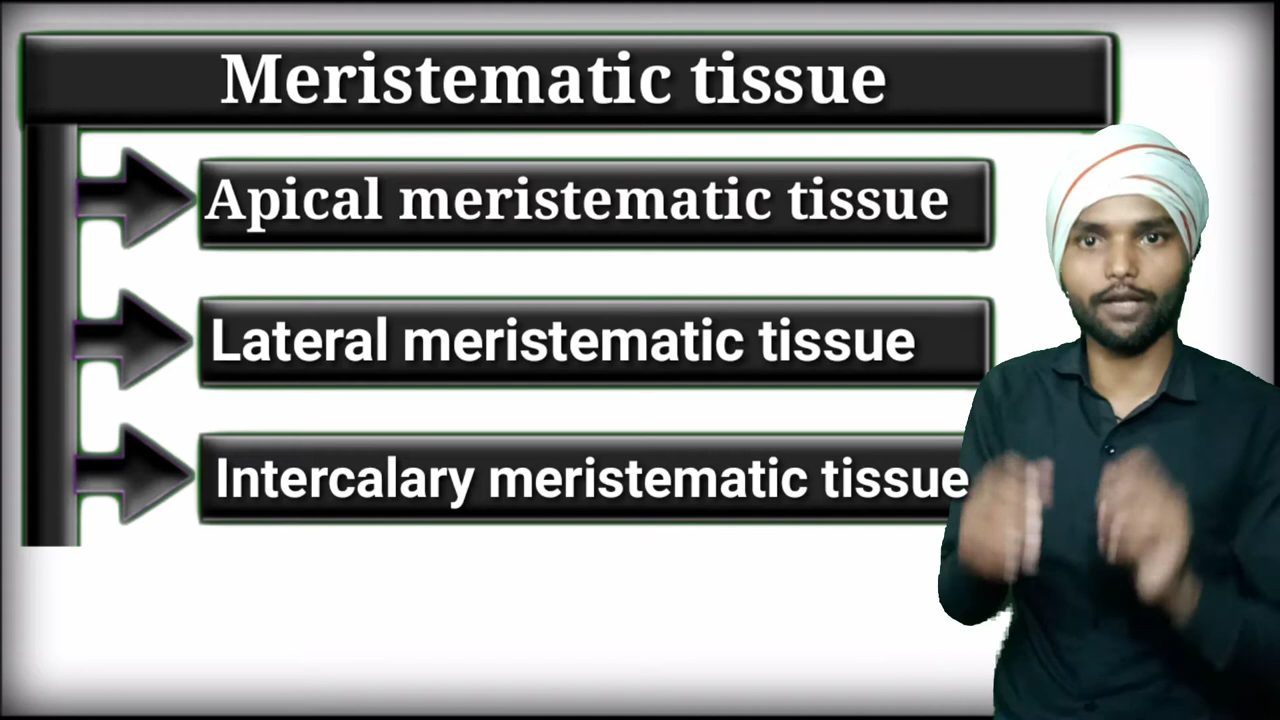 Meristematic tissue
Apical meristematic tissue
Lateral meristematic tissue
Intercalary meristematic tissue